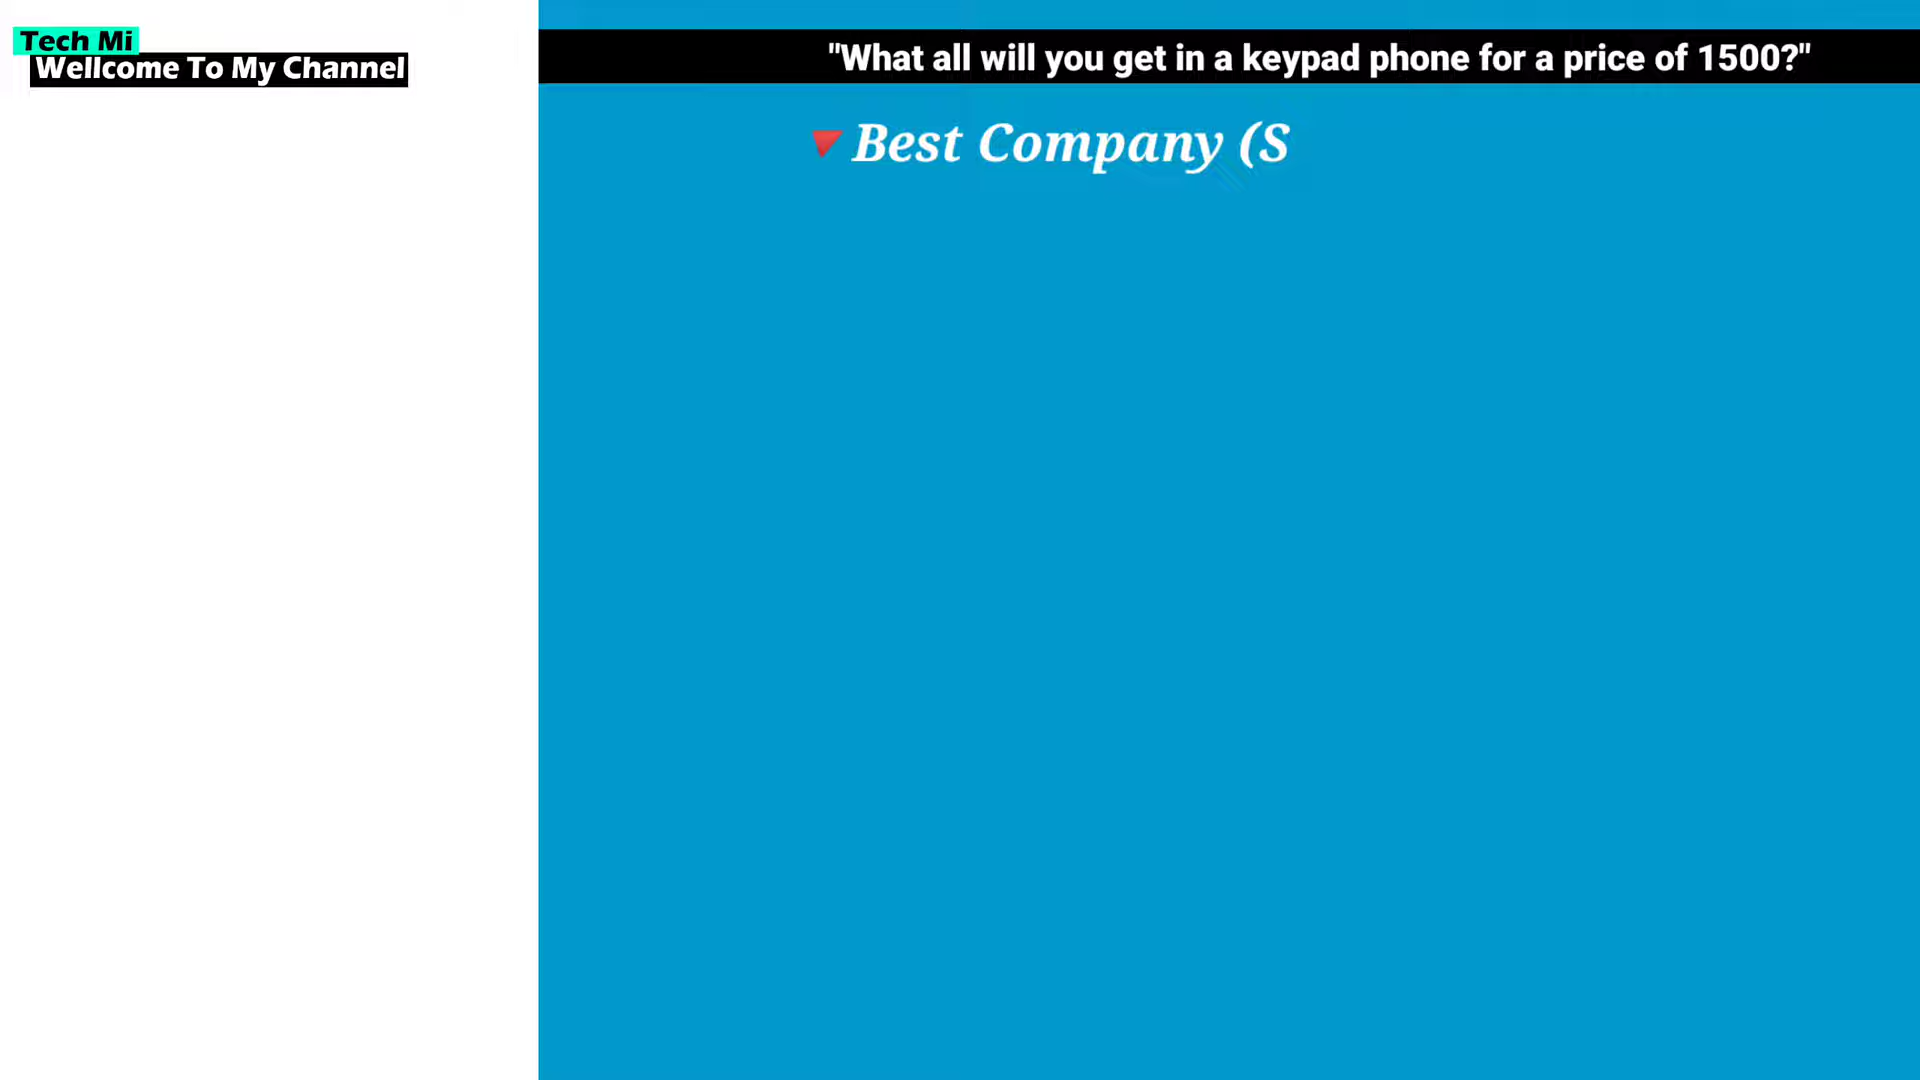 Tech Mi
Wellcome To My Channel
"What all will you get in a keypad phone for a price of 1500?"
🔻Best Company (S